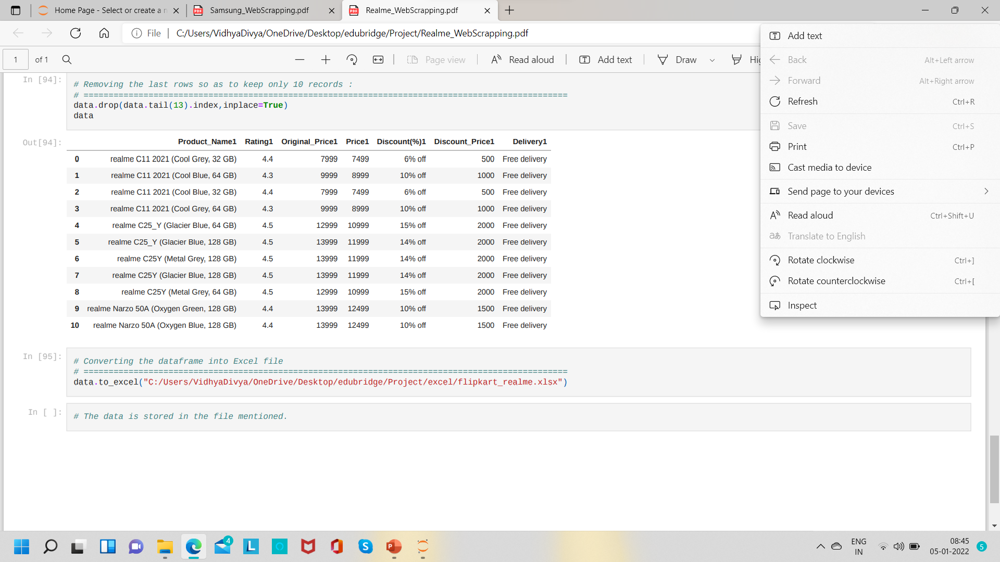 Home Page - Select or create a n
Samsung_WebScrapping.pdf
Realme_WebScrapping.pdf
File
C:/Users/VidhyaDivya/OneDrive/Desktop/edubridge/Project/Realme_WebScrapping.pdf
1 of 1
Page view
Read aloud
Add text
Draw
Hig
In [94]:
# Removing the last rows so as to keep only 10 records :
# =================================================================================================
data.drop(data.tail(13).index,inplace=True)
data
Out[94]:
Product_Name1 Rating1 Original_Price1 Price1 Discount(%)1 Discount_Price1 Delivery1
0 realme C11 2021 (Cool Grey, 32 GB) 4.4 7999 7499 6% off 500 Free delivery
1 realme C11 2021 (Cool Blue, 64 GB) 4.3 9999 8999 10% off 1000 Free delivery
2 realme C11 2021 (Cool Blue, 32 GB) 4.4 7999 7499 6% off 500 Free delivery
3 realme C11 2021 (Cool Grey, 64 GB) 4.3 9999 8999 10% off 1000 Free delivery
4 realme C25_Y (Glacier Blue, 64 GB) 4.5 12999 10999 15% off 2000 Free delivery
5 realme C25_Y (Glacier Blue, 128 GB) 4.5 13999 11999 14% off 2000 Free delivery
6 realme C25Y (Metal Grey, 128 GB) 4.5 13999 11999 14% off 2000 Free delivery
7 realme C25Y (Glacier Blue, 128 GB) 4.5 13999 11999 14% off 2000 Free delivery
8 realme C25Y (Metal Grey, 64 GB) 4.5 12999 10999 15% off 2000 Free delivery
9 realme Narzo 50A (Oxygen Green, 128 GB) 4.4 13999 12499 10% off 1500 Free delivery
10 realme Narzo 50A (Oxygen Blue, 128 GB) 4.4 13999 12499 10% off 1500 Free delivery
In [95]:
# Converting the dataframe into Excel file
# =================================================================================================
data.to_excel("C:/Users/VidhyaDivya/OneDrive/Desktop/edubridge/Project/excel/flipkart_realme.xlsx")
In [ ]:
# The data is stored in the file mentioned.
Add text
Back Alt+Left arrow
Forward Alt+Right arrow
Refresh Ctrl+R
Save Ctrl+S
Print Ctrl+P
Cast media to device
Send page to your devices
Read aloud Ctrl+Shift+U
Translate to English
Rotate clockwise Ctrl+]
Rotate counterclockwise Ctrl+[
Inspect
4
ENG
IN
08:45
05-01-2022
5